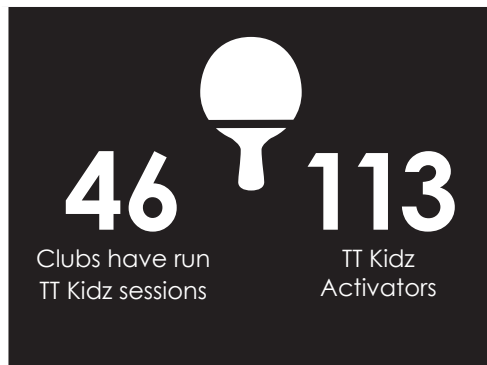 46
Clubs have run
TT Kidz sessions
113
TT Kidz
Activators